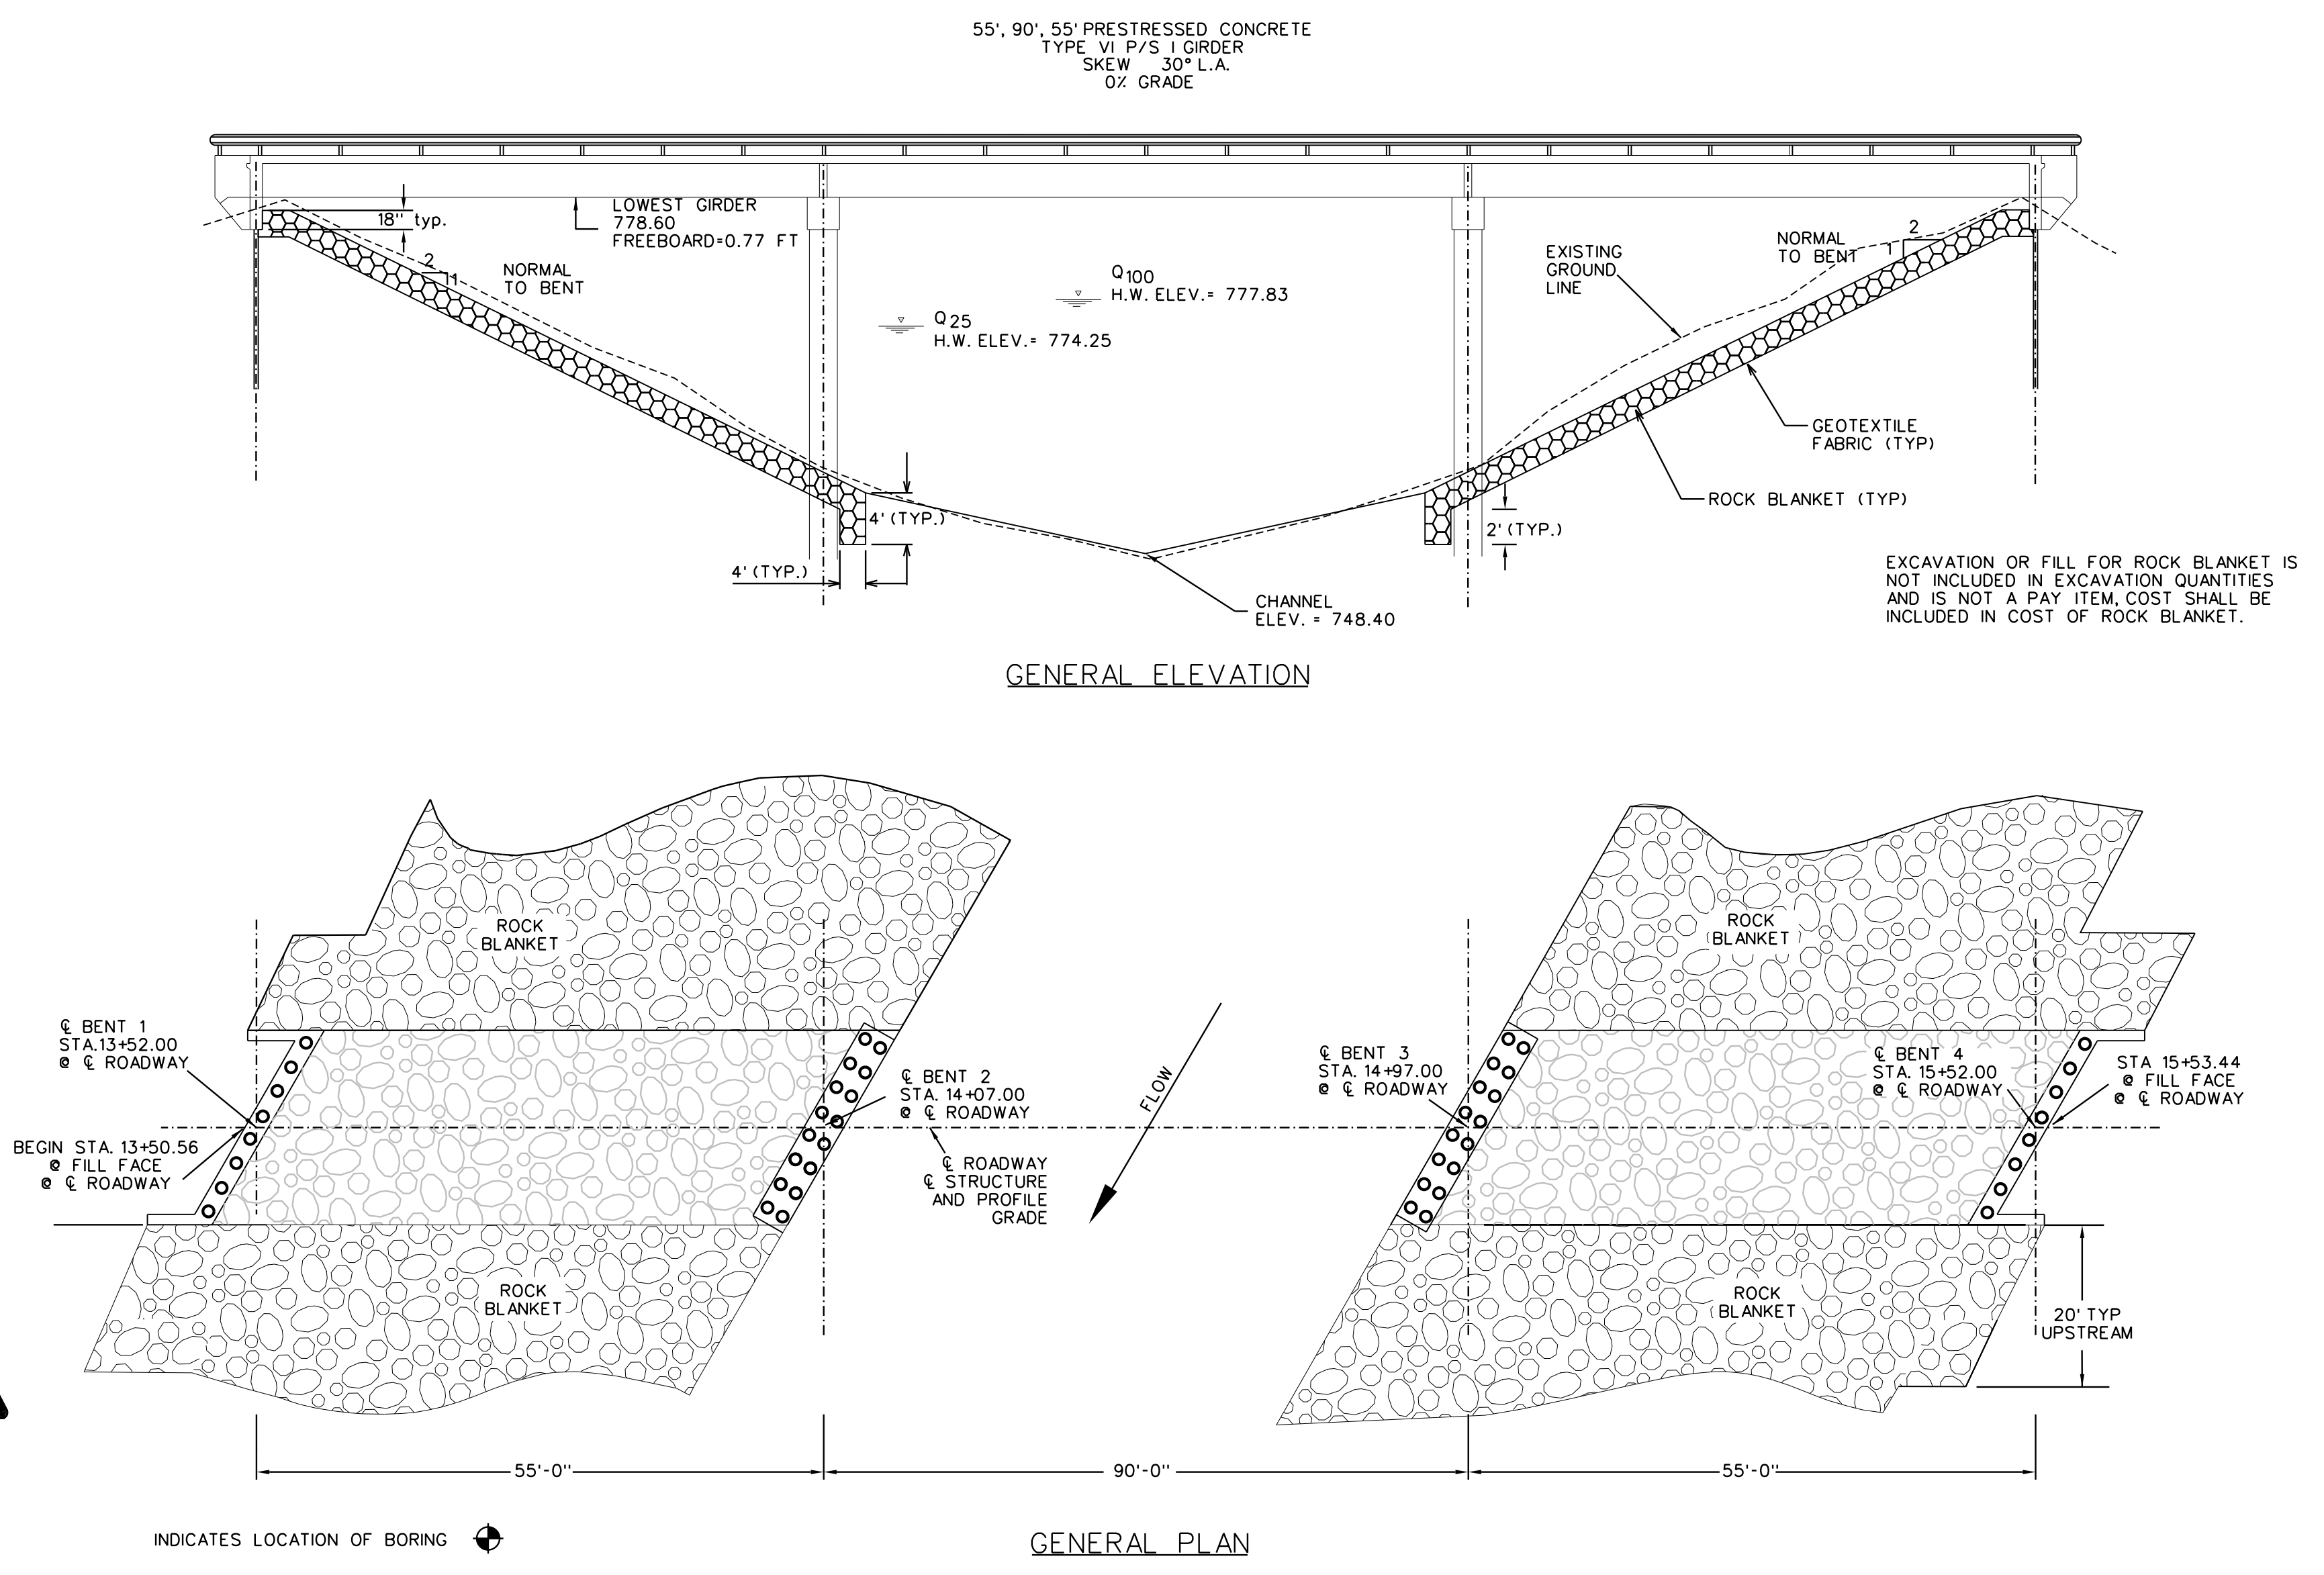 55', 90', 55' PRESTRESSED CONCRETE
TYPE VI P/S I GIRDER
SKEW 30° L.A.
0% GRADE
18" typ.
LOWEST GIRDER
778.60
FREEBOARD=0.77 FT
2
1
NORMAL
TO BENT
Q25
H.W. ELEV.= 774.25
Q100
H.W. ELEV.= 777.83
EXISTING
GROUND
LINE
NORMAL
TO BENT
2
1
GEOTEXTILE
FABRIC (TYP)
ROCK BLANKET (TYP)
4' (TYP.)
4' (TYP.)
2' (TYP.)
CHANNEL
ELEV. = 748.40
EXCAVATION OR FILL FOR ROCK BLANKET IS
NOT INCLUDED IN EXCAVATION QUANTITIES
AND IS NOT A PAY ITEM, COST SHALL BE
INCLUDED IN COST OF ROCK BLANKET.
GENERAL ELEVATION
ROCK
BLANKET
ROCK
BLANKET
℄ BENT 1
STA.13+52.00
@ ℄ ROADWAY
BEGIN STA. 13+50.56
@ FILL FACE
@ ℄ ROADWAY
℄ BENT 2
STA. 14+07.00
@ ℄ ROADWAY
℄ ROADWAY
℄ STRUCTURE
AND PROFILE
GRADE
FLOW
℄ BENT 3
STA. 14+97.00
@ ℄ ROADWAY
℄ BENT 4
STA. 15+52.00
@ ℄ ROADWAY
STA 15+53.44
@ FILL FACE
@ ℄ ROADWAY
ROCK
BLANKET
ROCK
BLANKET
20' TYP
UPSTREAM
55'-0"
90'-0"
55'-0"
INDICATES LOCATION OF BORING
GENERAL PLAN